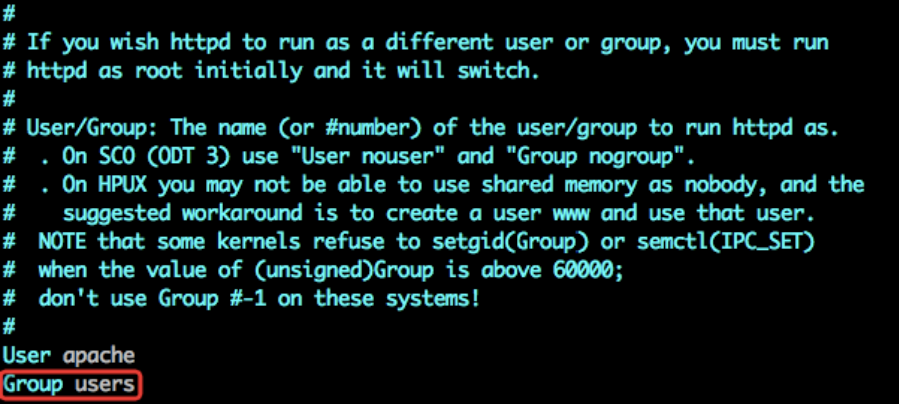 #
# If you wish httpd to run as a different user or group, you must run
# httpd as root initially and it will switch.
#
# User/Group: The name (or #number) of the user/group to run httpd as.
#  . On SCO (ODT 3) use "User nouser" and "Group nogroup".
#  . On HPUX you may not be able to use shared memory as nobody, and the
#    suggested workaround is to create a user www and use that user.
#  NOTE that some kernels refuse to setgid(Group) or semctl(IPC_SET)
#  when the value of (unsigned)Group is above 60000;
#  don't use Group #-1 on these systems!
#
User apache
Group users